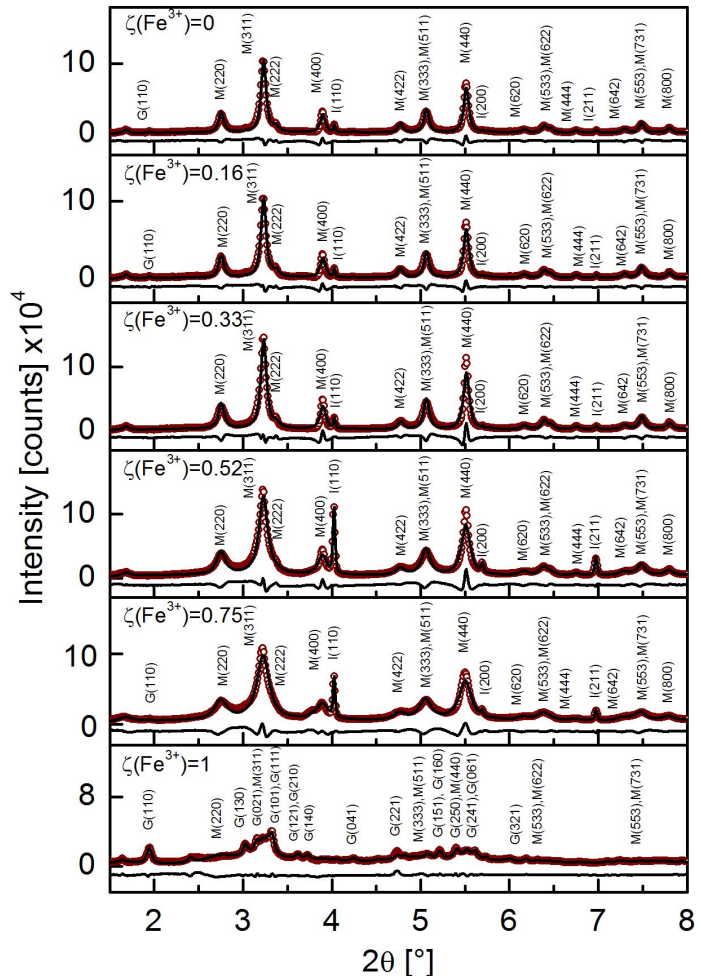 ζ(Fe³⁺)=0
G(110)
M(220)
M(311)
M(222)
M(400)
I(110)
M(422)
M(333),M(511)
M(440)
I(200)
M(620)
M(533),M(622)
M(444)
I(211)
M(642)
M(553),M(731)
M(800)
10
0
ζ(Fe³⁺)=0.16
G(110)
M(220)
M(311)
M(222)
M(400)
I(110)
M(422)
M(333),M(511)
M(440)
I(200)
M(620)
M(533),M(622)
M(444)
I(211)
M(642)
M(553),M(731)
M(800)
10
0
ζ(Fe³⁺)=0.33
M(220)
M(311)
M(222)
M(400)
I(110)
M(422)
M(333),M(511)
M(440)
I(200)
M(620)
M(533),M(622)
M(444)
I(211)
M(642)
M(553),M(731)
M(800)
10
0
ζ(Fe³⁺)=0.52
M(220)
M(311)
M(222)
M(400)
I(110)
M(422)
M(333),M(511)
M(440)
I(200)
M(620)
M(533),M(622)
M(444)
I(211)
M(642)
M(553),M(731)
M(800)
10
0
ζ(Fe³⁺)=0.75
G(110)
M(220)
M(311)
M(222)
M(400)
I(110)
M(422)
M(333),M(511)
M(440)
I(200)
M(620)
M(533),M(622)
M(444)
I(211)
M(642)
M(553),M(731)
M(800)
10
0
ζ(Fe³⁺)=1
G(110)
M(220)
G(130)
G(021),M(311)
G(101),G(111)
G(121),G(210)
G(140)
G(041)
G(221)
M(333),M(511)
G(151), G(160)
G(250),M(440)
G(241),G(061)
G(321)
M(533),M(622)
M(553),M(731)
8
0
Intensity [counts] x10⁴
2 3 4 5 6 7 8
2θ [°]